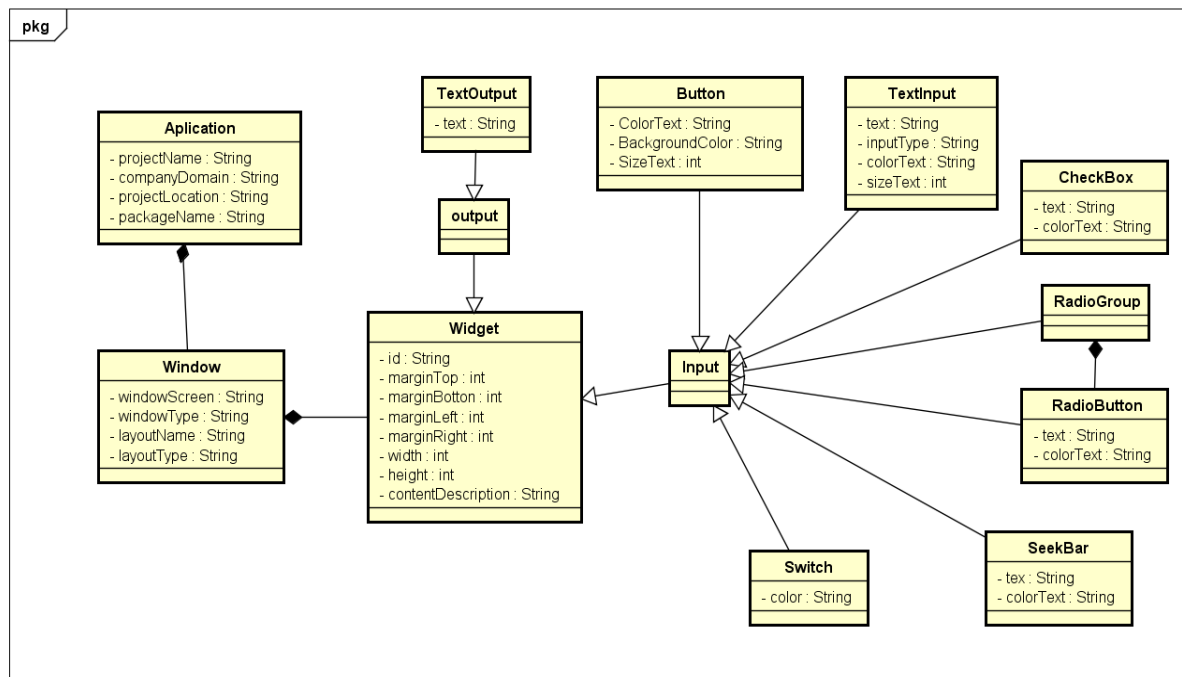 pkg
TextOutput
- text : String
Button
- ColorText : String
- BackgroundColor : String
- SizeText : int
TextInput
- text : String
- inputType : String
- colorText : String
- sizeText : int
Aplication
- projectName : String
- companyDomain : String
- projectLocation : String
- packageName : String
CheckBox
- text : String
- colorText : String
output
RadioGroup
Widget
- id : String
- marginTop : int
- marginBotton : int
- marginLeft : int
- marginRight : int
- width : int
- height : int
- contentDescription : String
Window
- windowScreen : String
- windowType : String
- layoutName : String
- layoutType : String
Input
RadioButton
- text : String
- colorText : String
Switch
- color : String
SeekBar
- tex : String
- colorText : String